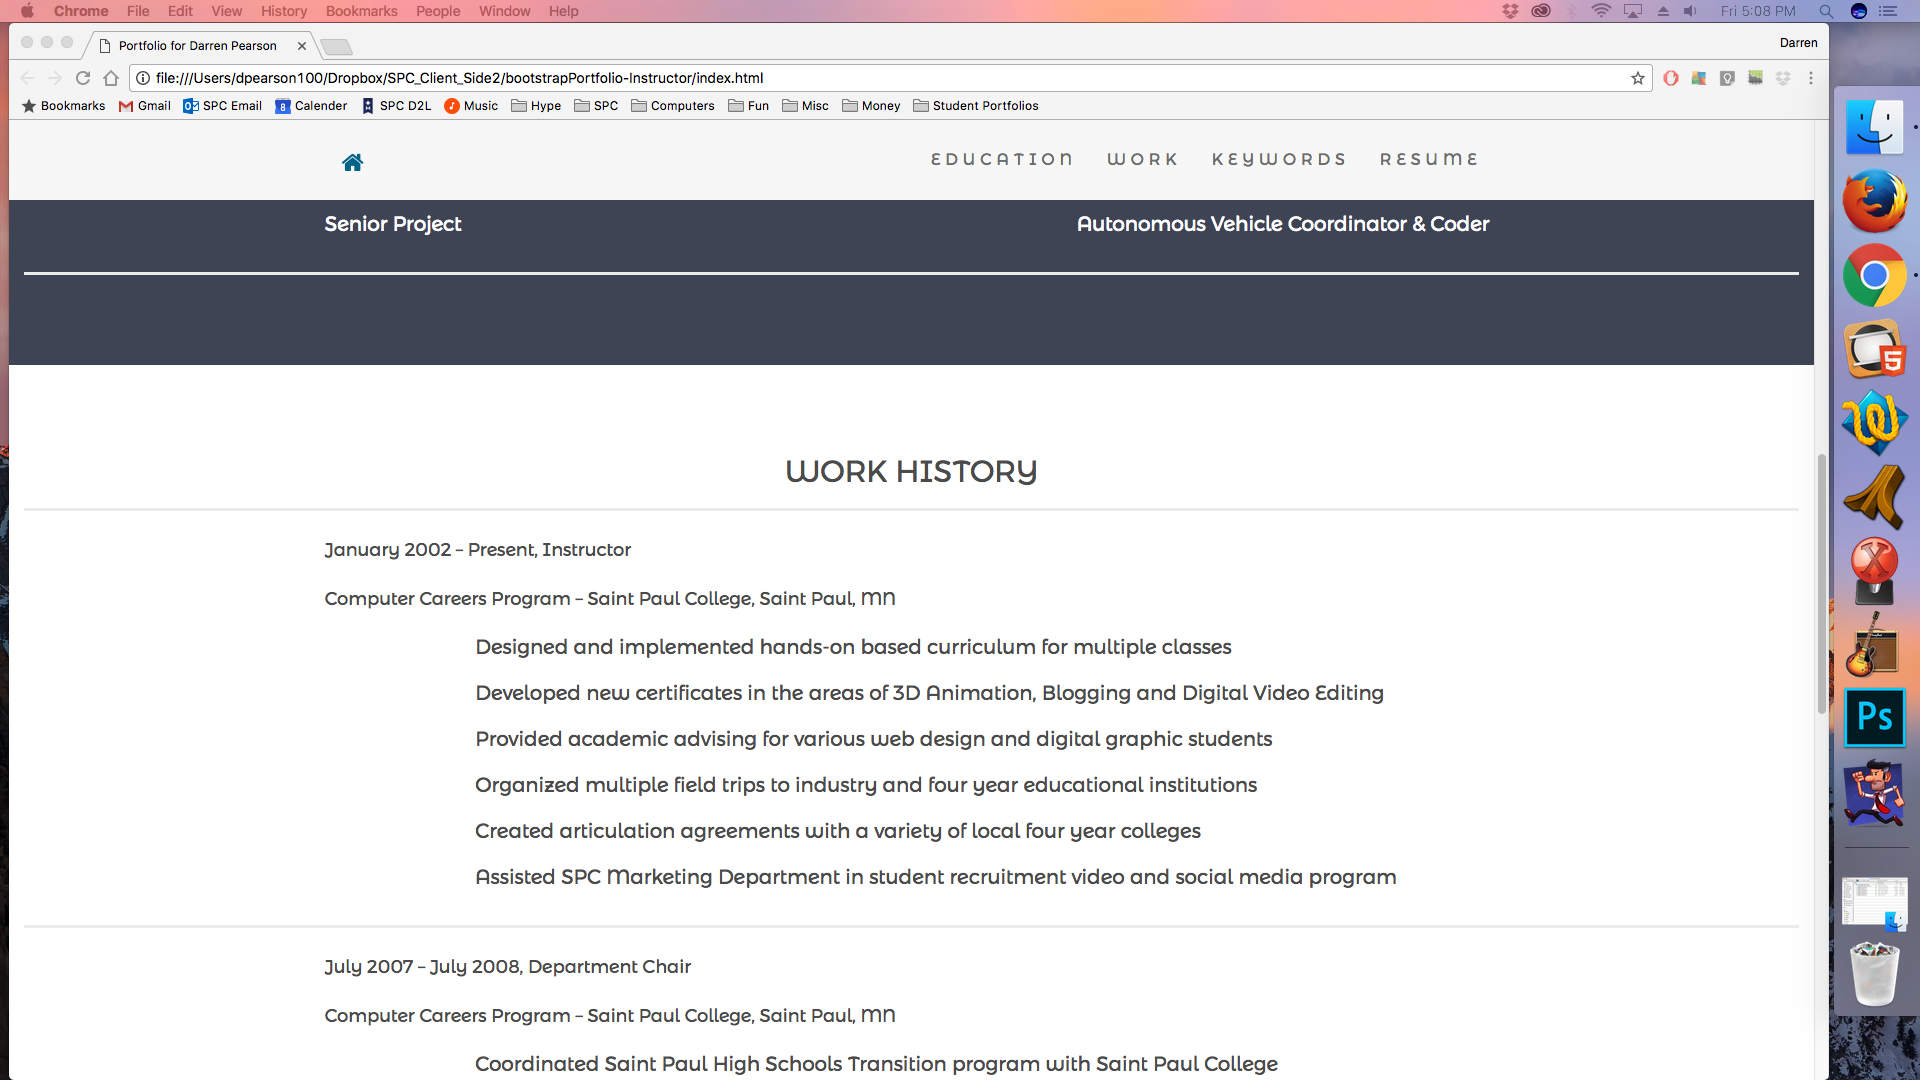 Chrome File Edit View History Bookmarks People Window Help Fri 5:08 PM
Portfolio for Darren Pearson Darren
file:///Users/dpearson100/Dropbox/SPC_Client_Side2/bootstrapPortfolio-Instructor/index.html
Bookmarks Gmail SPC Email 8 Calender SPC D2L Music Hype SPC Computers Fun Misc Money Student Portfolios
EDUCATION WORK KEYWORDS RESUME
Senior Project Autonomous Vehicle Coordinator & Coder
WORK HISTORY
January 2002 – Present, Instructor
Computer Careers Program – Saint Paul College, Saint Paul, MN
Designed and implemented hands-on based curriculum for multiple classes
Developed new certificates in the areas of 3D Animation, Blogging and Digital Video Editing
Provided academic advising for various web design and digital graphic students
Organized multiple field trips to industry and four year educational institutions
Created articulation agreements with a variety of local four year colleges
Assisted SPC Marketing Department in student recruitment video and social media program
July 2007 – July 2008, Department Chair
Computer Careers Program – Saint Paul College, Saint Paul, MN
Coordinated Saint Paul High Schools Transition program with Saint Paul College
5
X
Ps